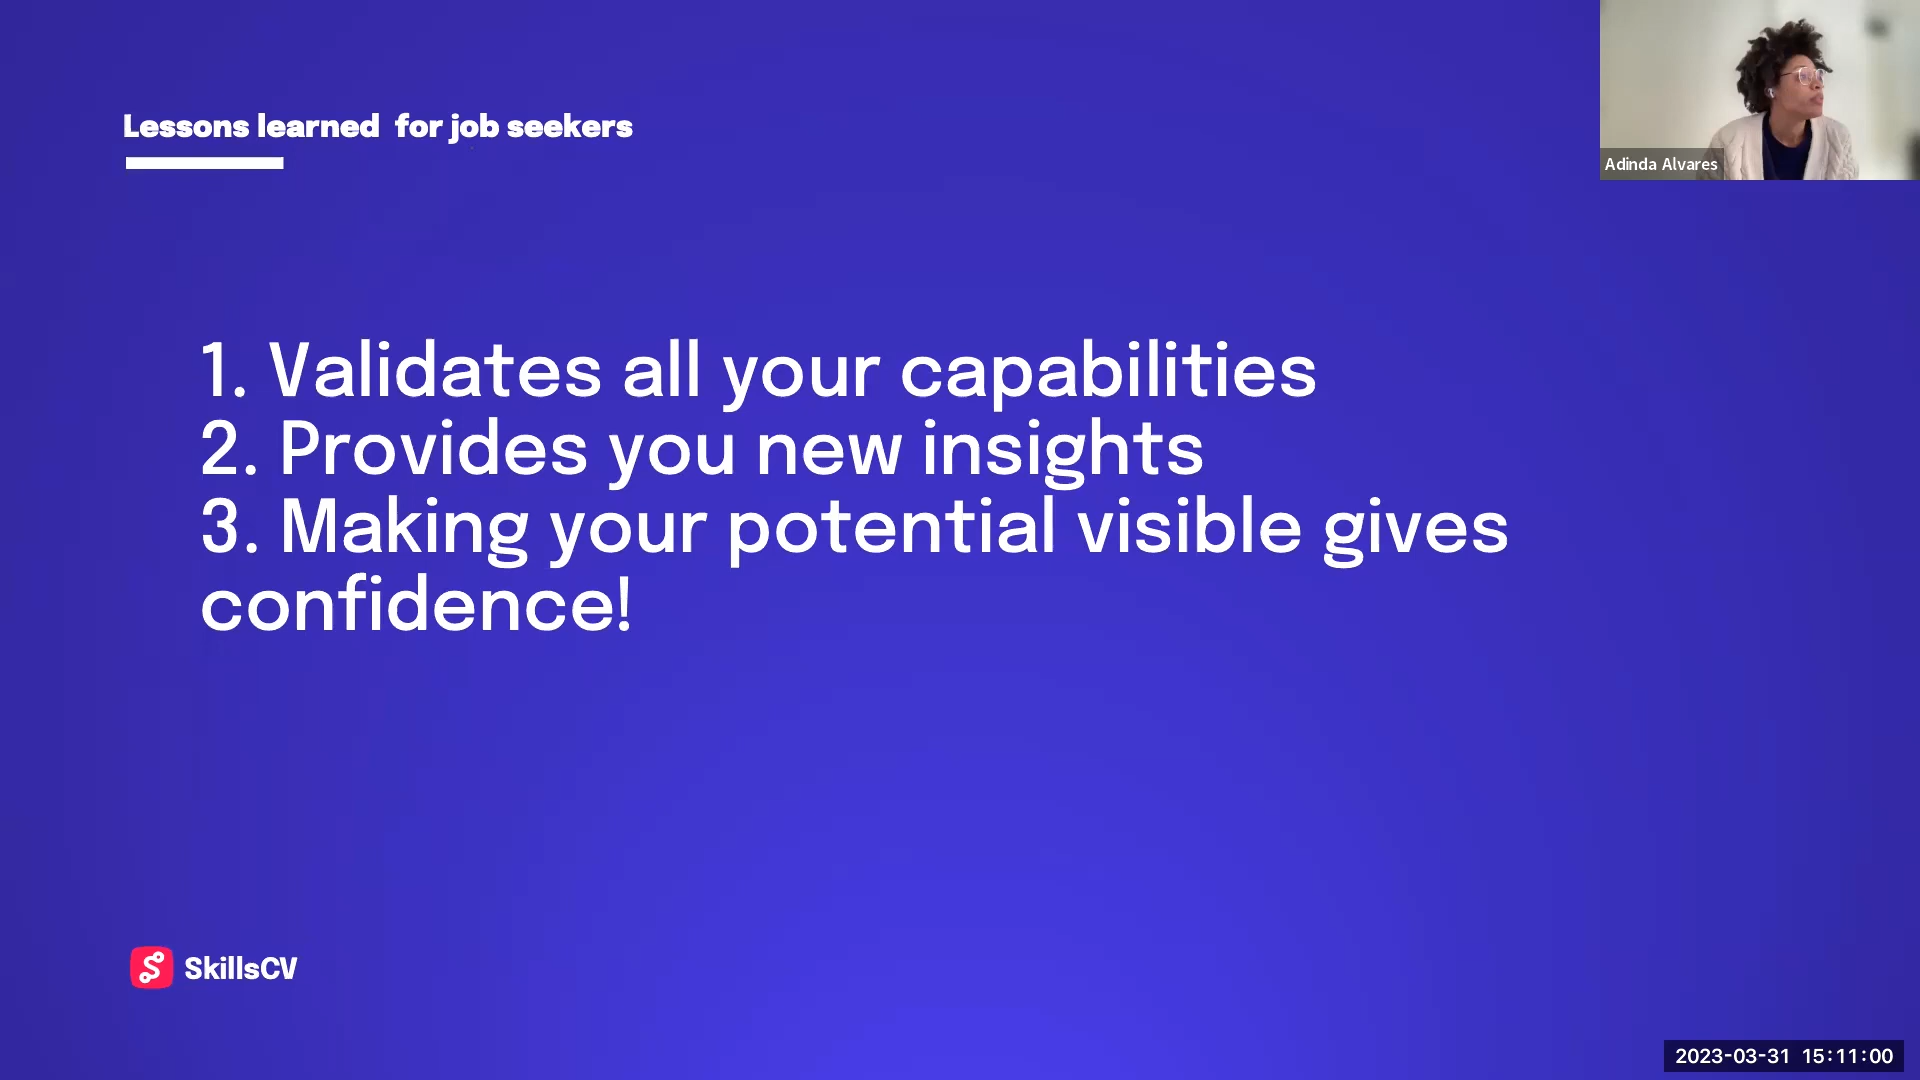 Lessons learned  for job seekers
Adinda Alvares
1. Validates all your capabilities
2. Provides you new insights
3. Making your potential visible gives
confidence!
SkillsCV
2023-03-31 15:11:00